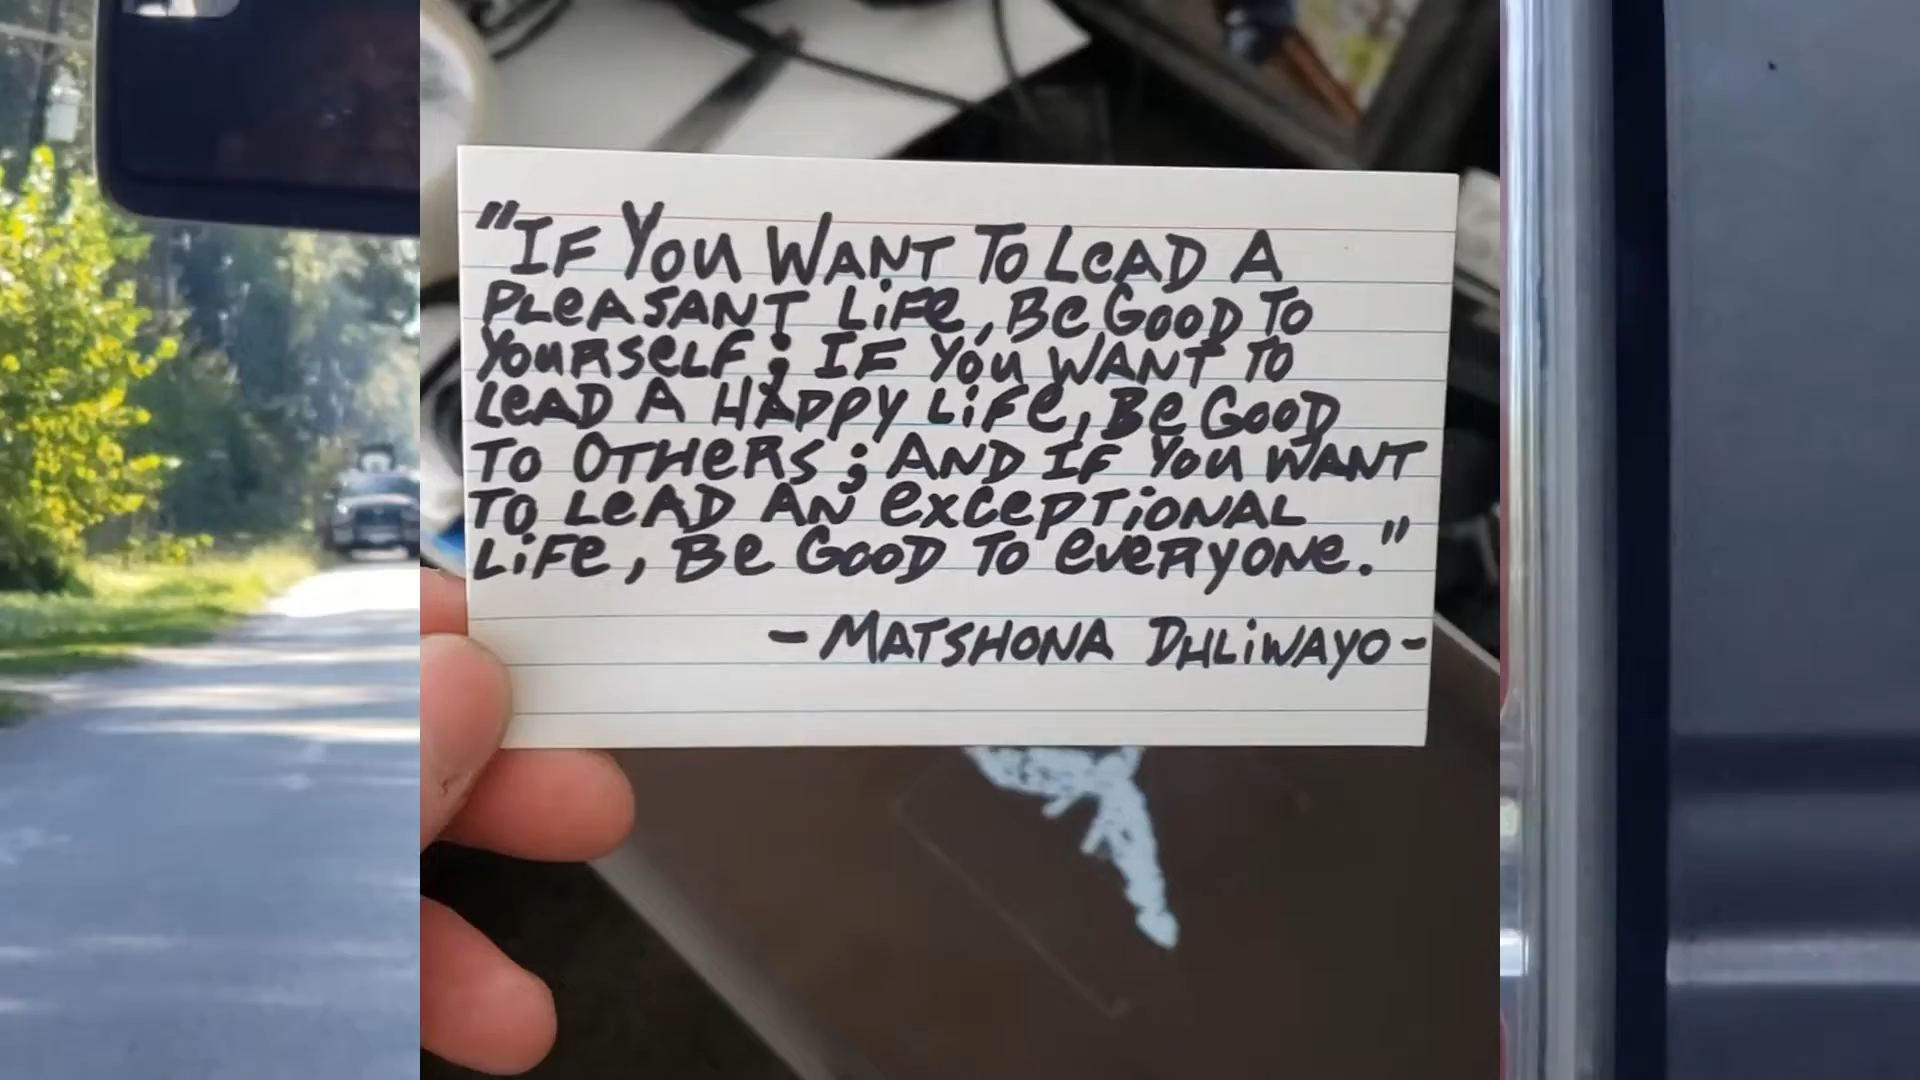 "IF YOU WANT TO LeAD A
PLeASANT LiFe, Be GOOD TO
YOURSeLF; IF YOU WANT TO
LeAD A HAPPY LiFe, Be GOOD
TO OTHeRS; AND IF YOU WANT
TO LeAD AN exCePTiONAL
LiFe, Be GOOD TO eVeRYONe."
-MATSHONA DHLiWAYO-